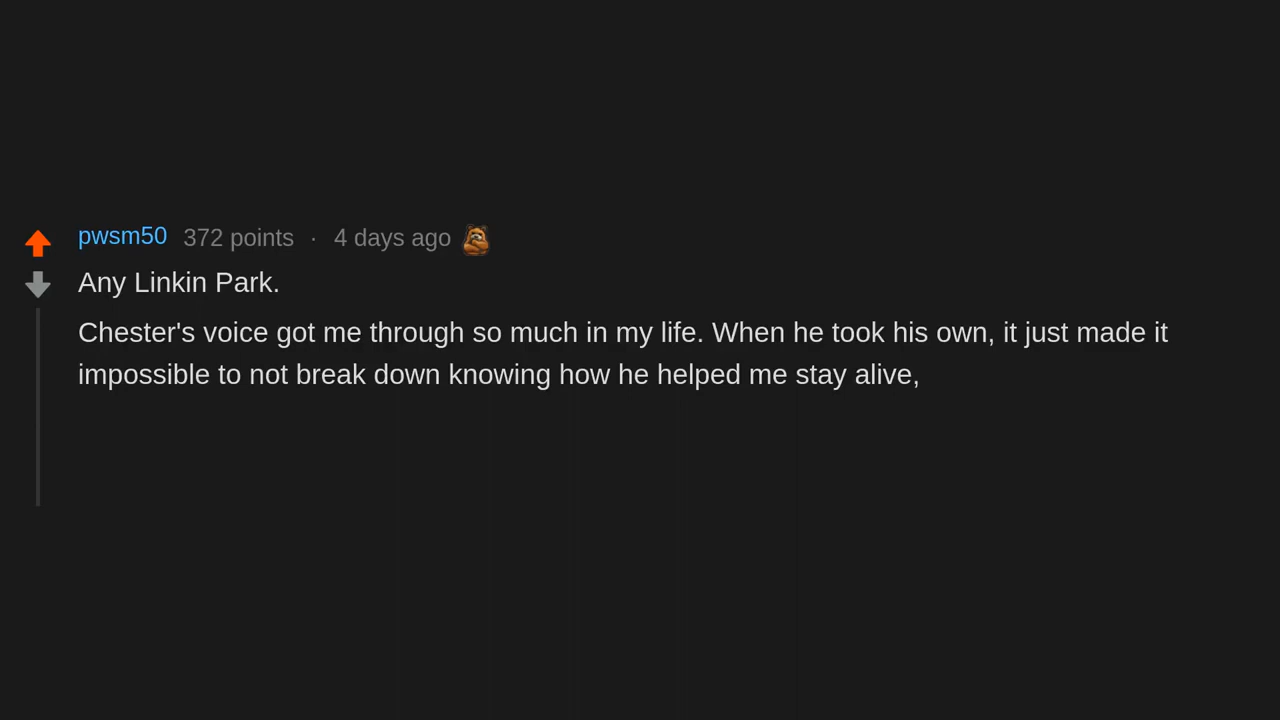 pwsm50 372 points · 4 days ago
Any Linkin Park.
Chester's voice got me through so much in my life. When he took his own, it just made it
impossible to not break down knowing how he helped me stay alive,